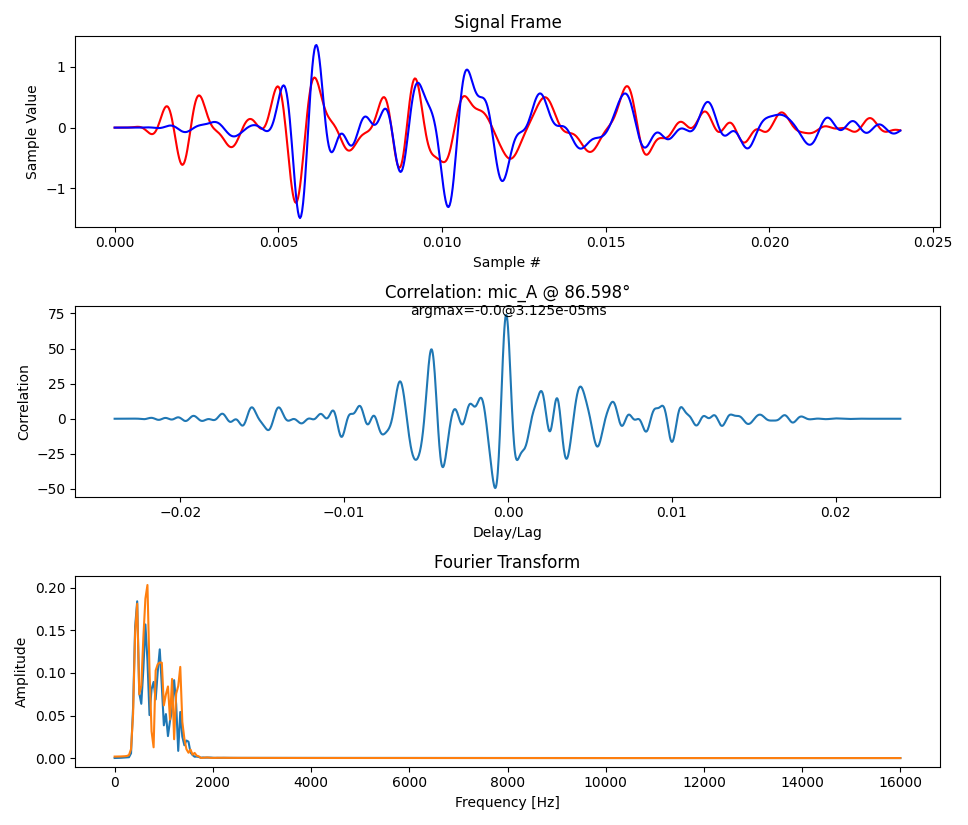 Signal Frame
Sample Value
1
0
−1
0.000 0.005 0.010 0.015 0.020 0.025
Sample #
Correlation: mic_A @ 86.598°
argmax=-0.0@3.125e-05ms
Correlation
75
50
25
0
−25
−50
−0.02 −0.01 0.00 0.01 0.02
Delay/Lag
Fourier Transform
Amplitude
0.20
0.15
0.10
0.05
0.00
0 2000 4000 6000 8000 10000 12000 14000 16000
Frequency [Hz]